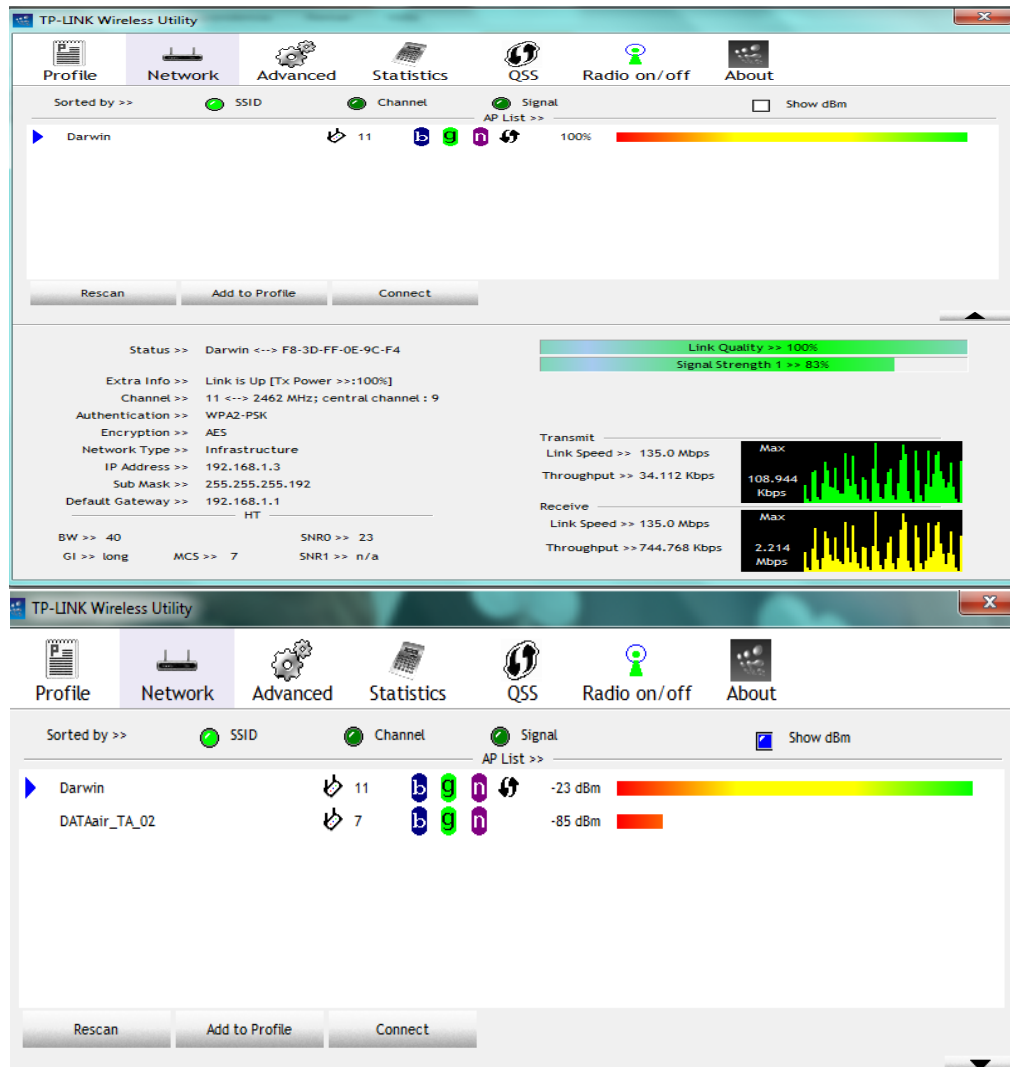 TP-LINK Wireless Utility
Profile Network Advanced Statistics QSS Radio on/off About
Sorted by >> SSID Channel Signal Show dBm
AP List >>
Darwin 11 b g n 100%
Rescan Add to Profile Connect
Status >> Darwin <--> F8-3D-FF-0E-9C-F4
Extra Info >> Link is Up [Tx Power >>:100%]
Channel >> 11 <--> 2462 MHz; central channel : 9
Authentication >> WPA2-PSK
Encryption >> AES
Network Type >> Infrastructure
IP Address >> 192.168.1.3
Sub Mask >> 255.255.255.192
Default Gateway >> 192.168.1.1
HT
BW >> 40 SNR0 >> 23
GI >> long MCS >> 7 SNR1 >> n/a
Link Quality >> 100%
Signal Strength 1 >> 83%
Transmit
Link Speed >> 135.0 Mbps
Throughput >> 34.112 Kbps
Max
108.944
Kbps
Receive
Link Speed >> 135.0 Mbps
Throughput >> 744.768 Kbps
Max
2.214
Mbps
TP-LINK Wireless Utility
Profile Network Advanced Statistics QSS Radio on/off About
Sorted by >> SSID Channel Signal Show dBm
AP List >>
Darwin 11 b g n -23 dBm
DATAair_TA_02 7 b g n -85 dBm
Rescan Add to Profile Connect